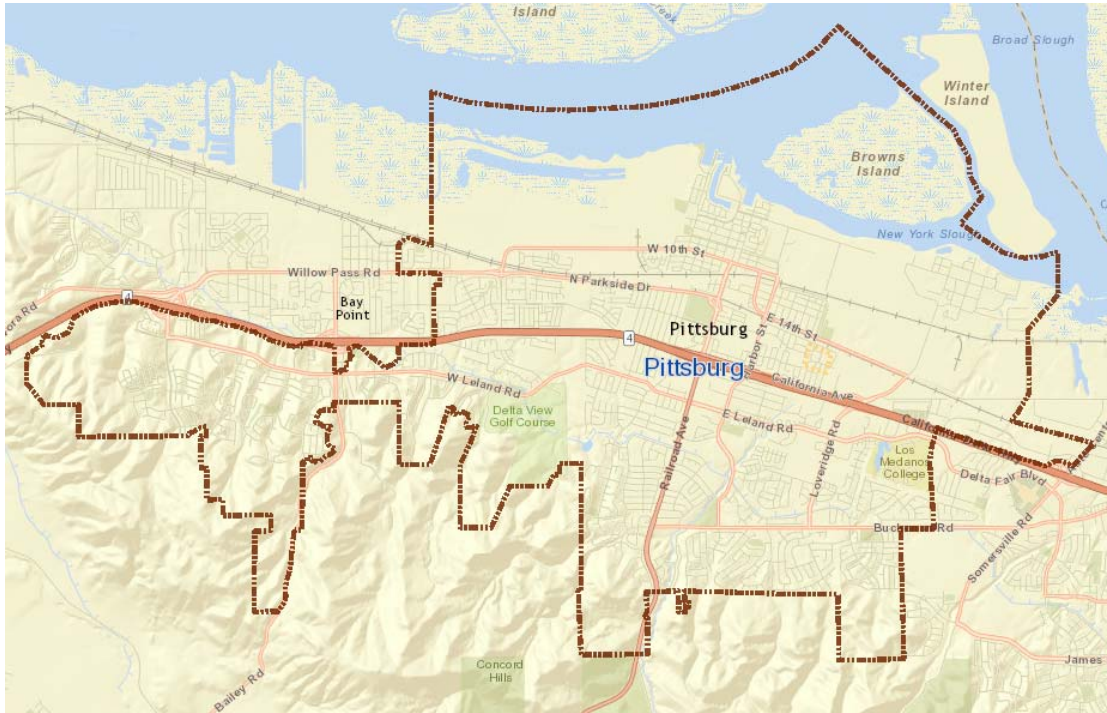 Island
Creek
Broad Slough
Winter
Island
Browns
Island
New York Slough
W 10th St
Willow Pass Rd
N Parkside Dr
4
Bay
Point
Pittsburg
E 14th St
Harbor St
4
Pittsburg
California Ave
W Leland Rd
Delta View
Golf Course
E Leland Rd
Railroad Ave
Loveridge Rd
Los
Medanos
College
Delta Fair Blvd
Somersville Rd
Concord
Hills
James
Bailey Rd